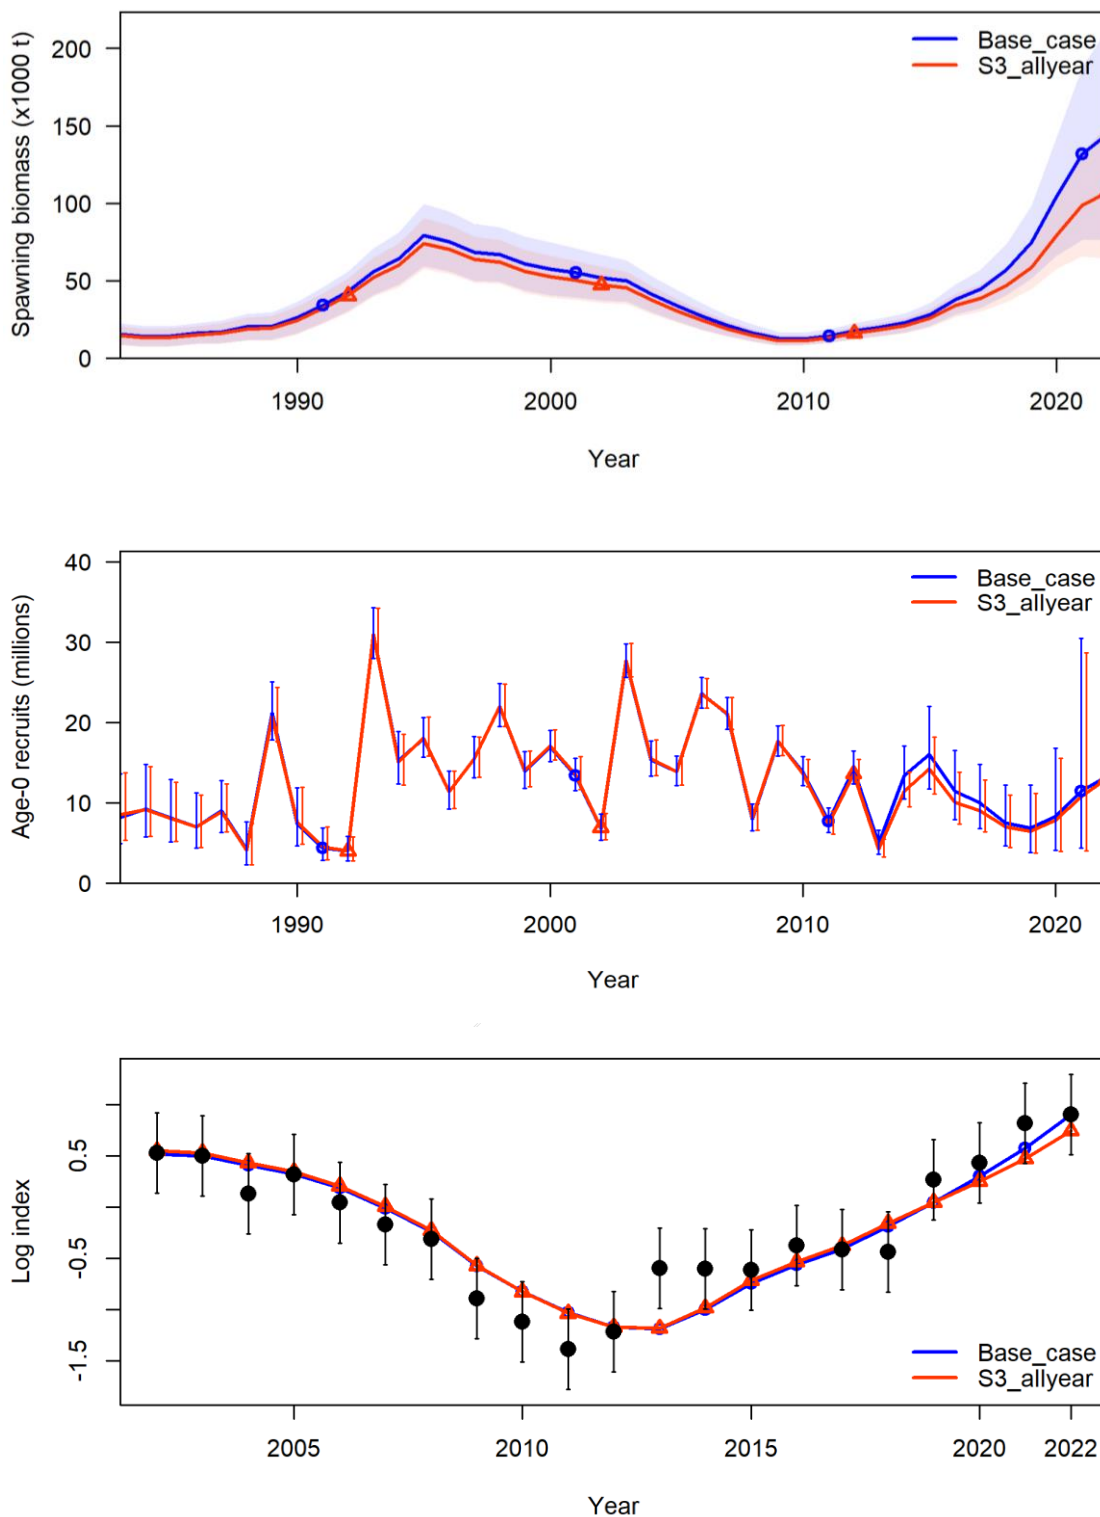 Spawning biomass (x1000 t)
200
150
100
50
0
Base_case
S3_allyear
1990 2000 2010 2020
Year
Age-0 recruits (millions)
40
30
20
10
0
Base_case
S3_allyear
1990 2000 2010 2020
Year
Log index
0.5
-0.5
-1.5
Base_case
S3_allyear
2005 2010 2015 2020 2022
Year